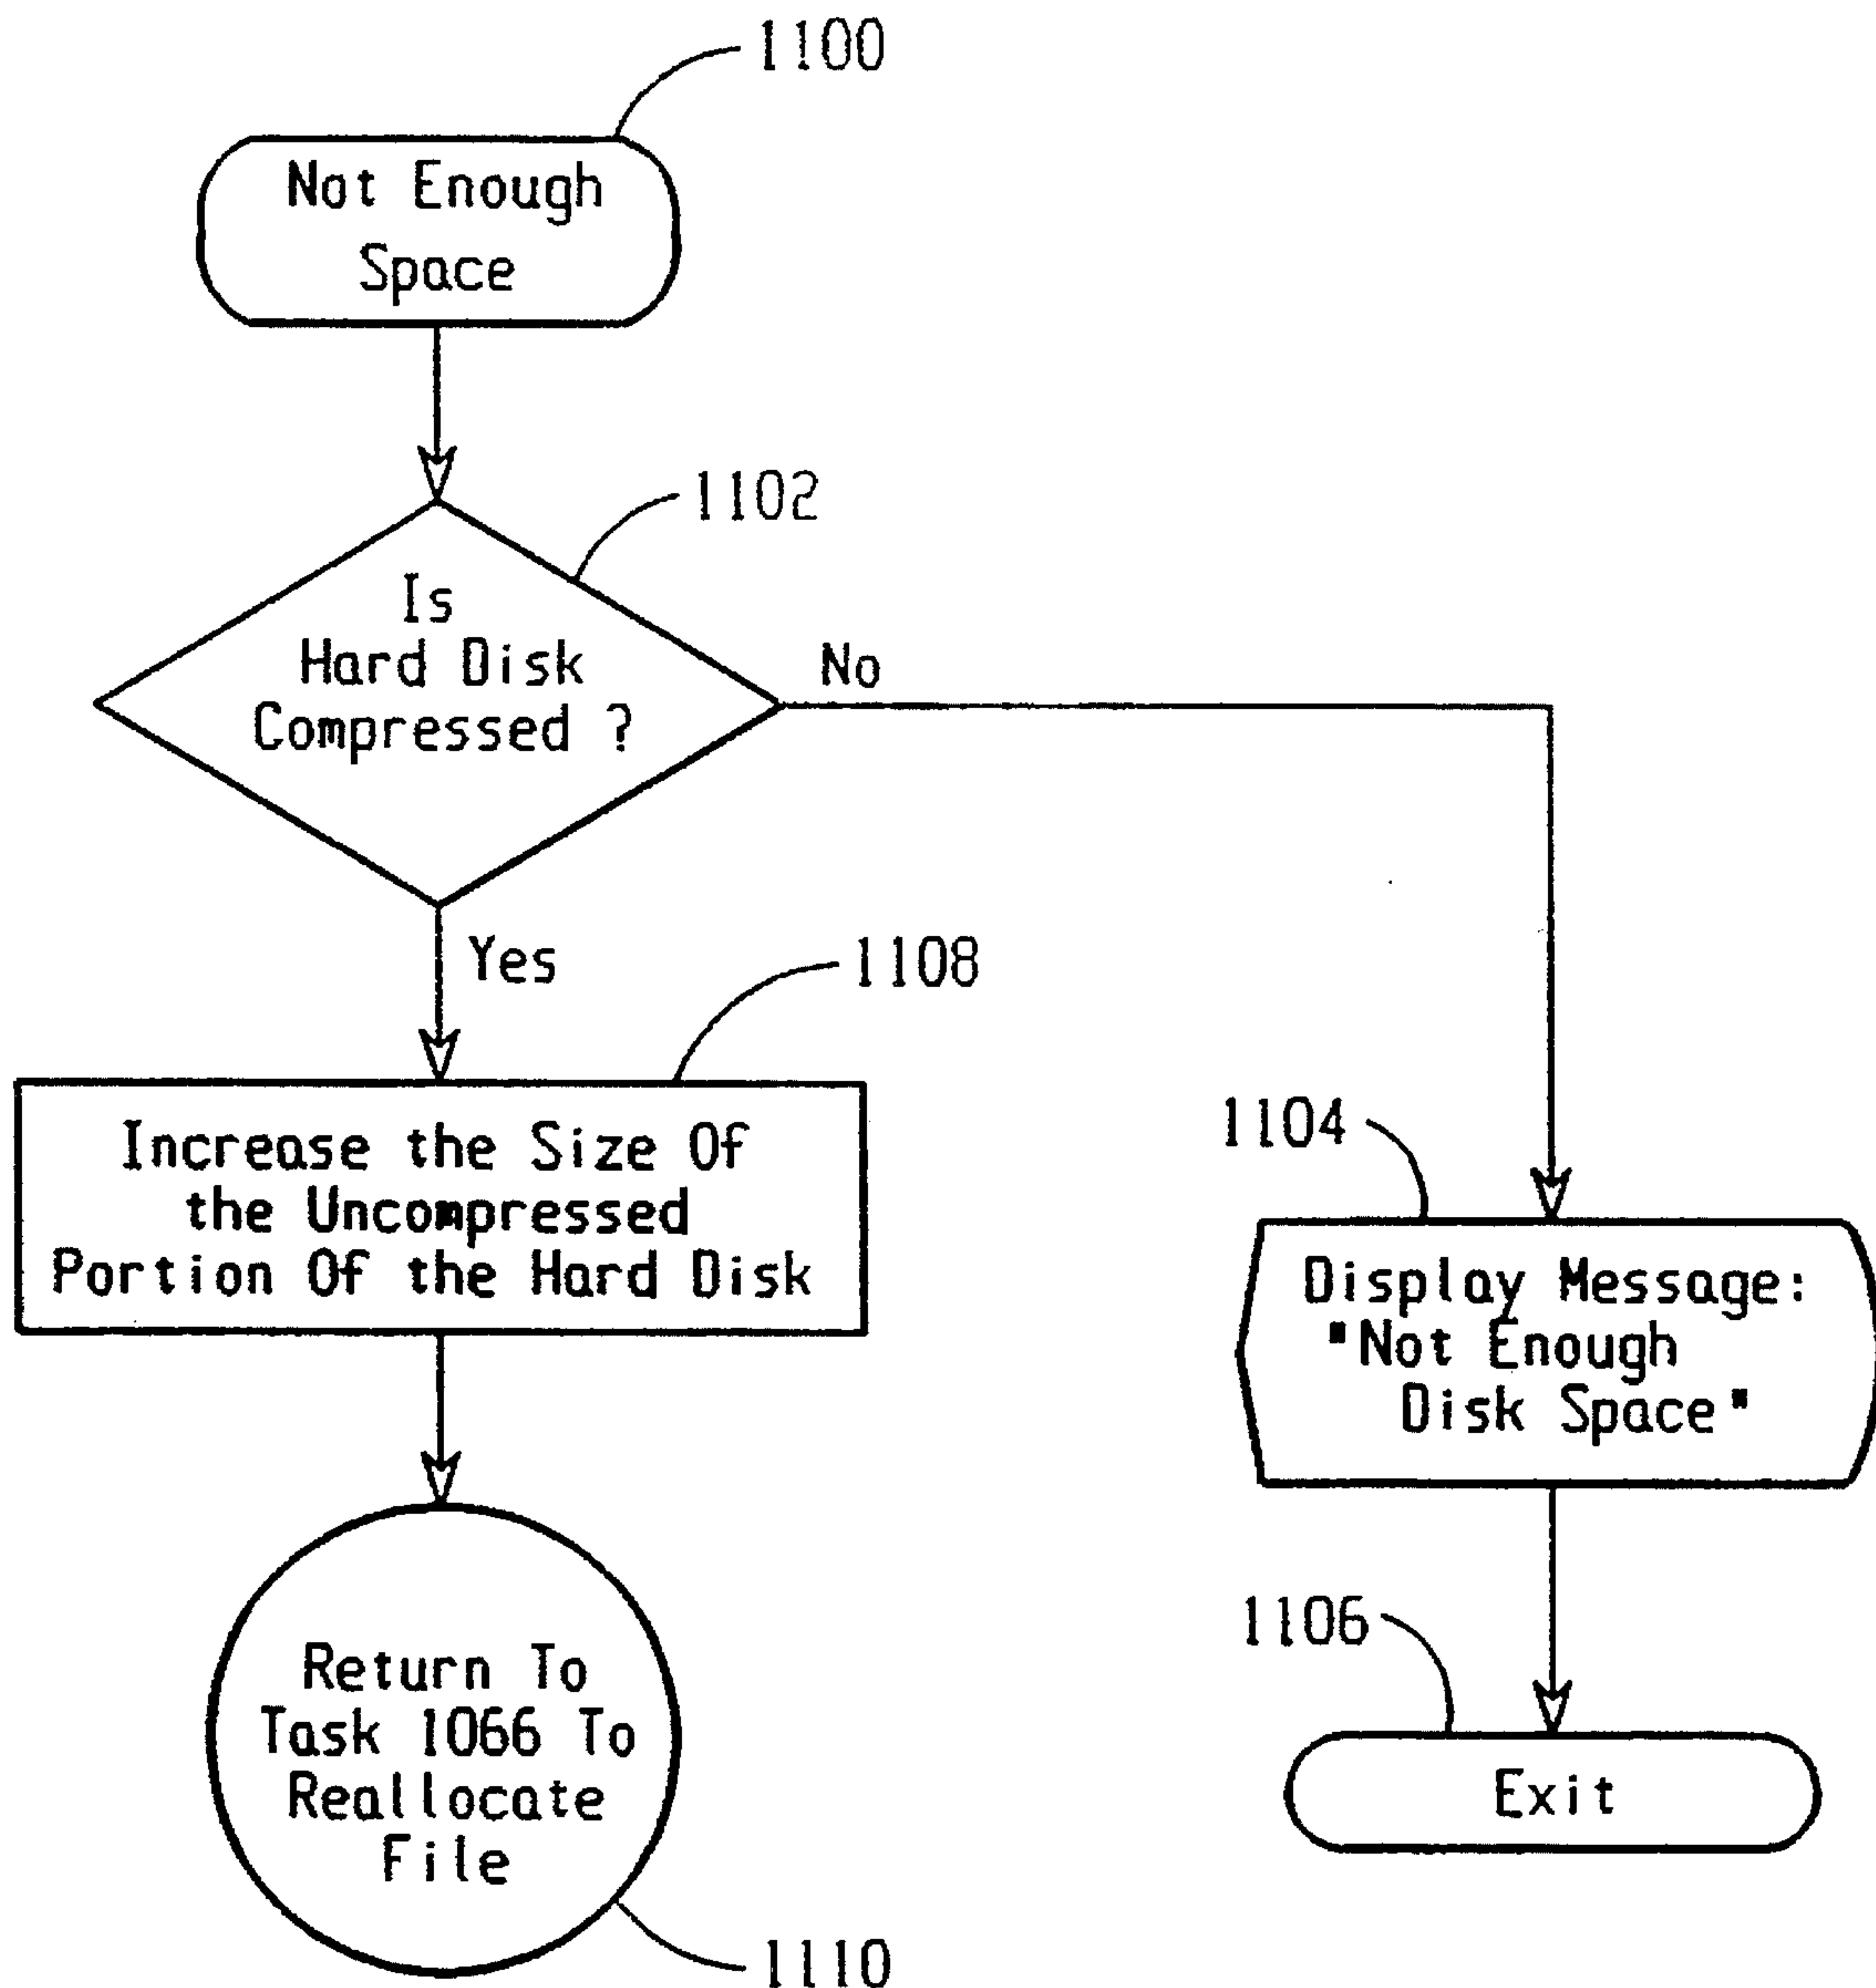 1100
Not Enough
Space
1102
Is
Hard Disk
Compressed ?
No
Yes
1108
Increase the Size Of
the Uncompressed
Portion Of the Hard Disk
1104
Display Message:
"Not Enough
Disk Space"
1106
Exit
Return To
Task 1066 To
Reallocate
File
1110